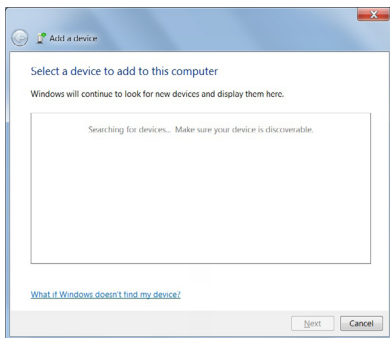 Add a device
Select a device to add to this computer
Windows will continue to look for new devices and display them here.
Searching for devices... Make sure your device is discoverable.
What if Windows doesn't find my device?
Next Cancel